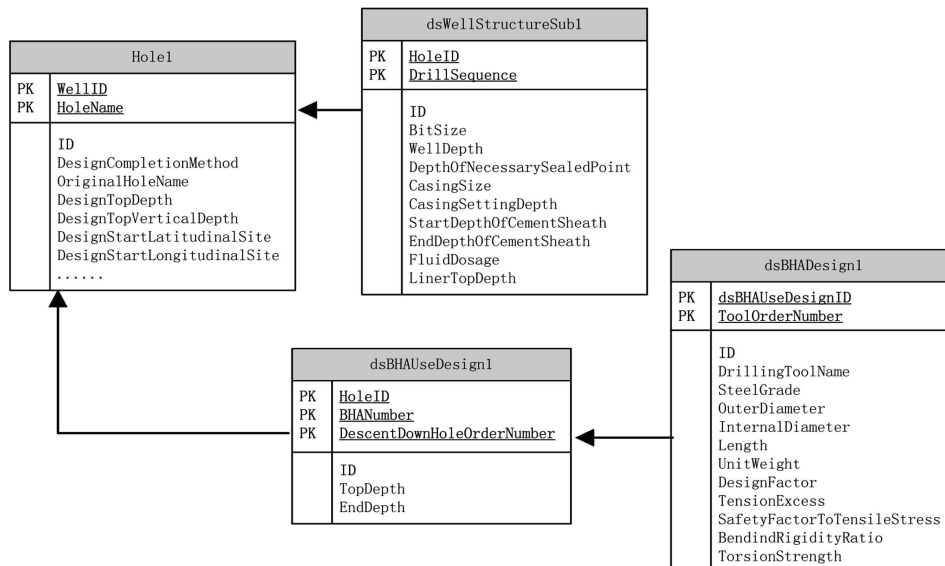 Hole1
PK WellID
PK HoleName
ID
DesignCompletionMethod
OriginalHoleName
DesignTopDepth
DesignTopVerticalDepth
DesignStartLatitudinalSite
DesignStartLongitudinalSite
......
dsWellStructureSub1
PK HoleID
PK DrillSequence
ID
BitSize
WellDepth
DepthOfNecessarySealedPoint
CasingSize
CasingSettingDepth
StartDepthOfCementSheath
EndDepthOfCementSheath
FluidDosage
LinerTopDepth
dsBHAUseDesign1
PK HoleID
PK BHANumber
PK DescentDownHoleOrderNumber
ID
TopDepth
EndDepth
dsBHADesign1
PK dsBHAUseDesignID
PK ToolOrderNumber
ID
DrillingToolName
SteelGrade
OuterDiameter
InternalDiameter
Length
UnitWeight
DesignFactor
TensionExcess
SafetyFactorToTensileStress
BendindRigidityRatio
TorsionStrength